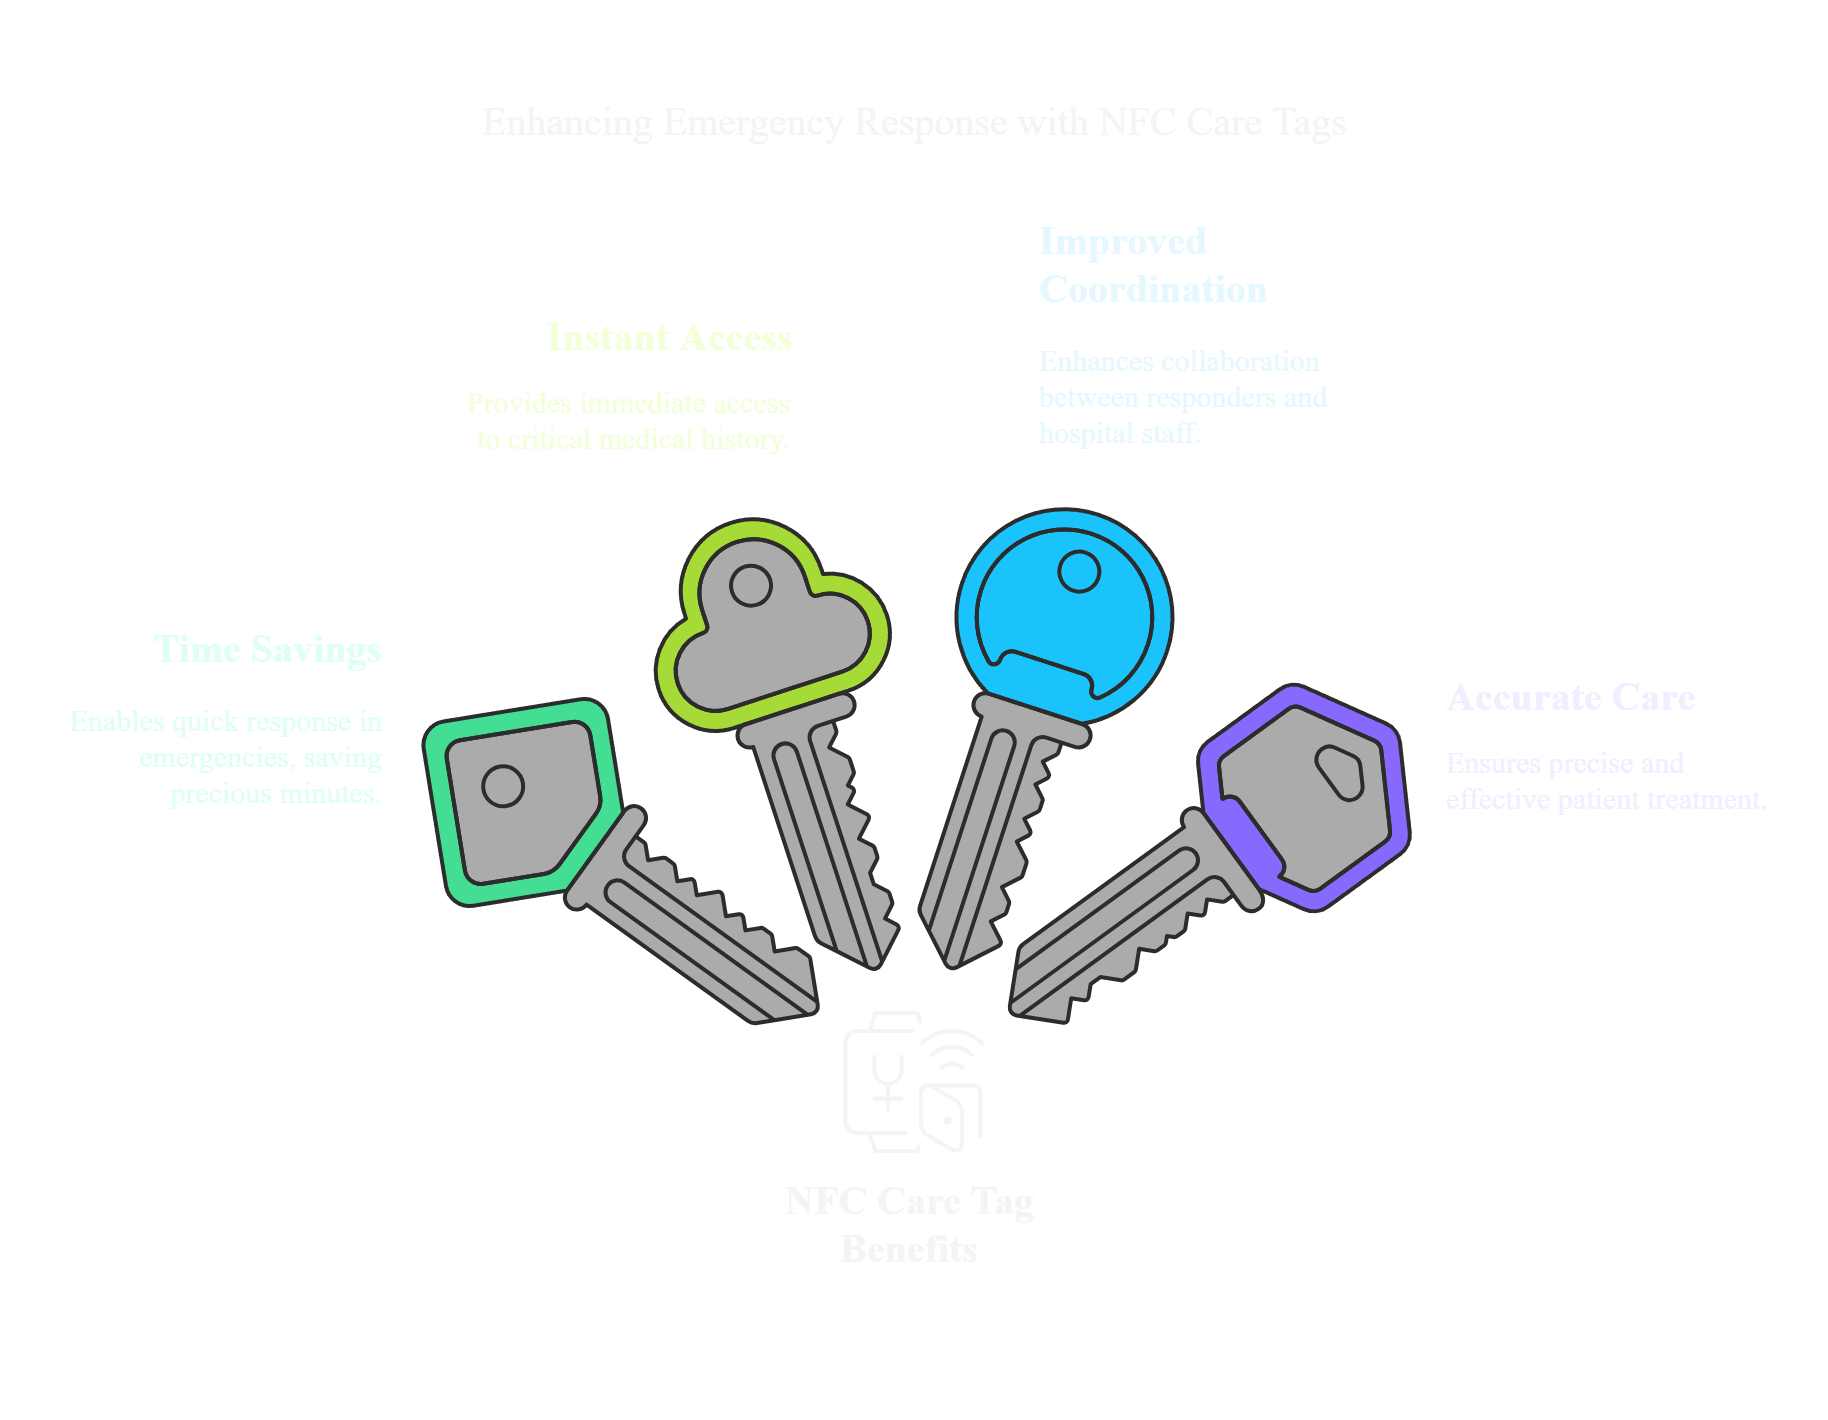 Enhancing Emergency Response with NFC Care Tags
Improved
Coordination
Enhances collaboration
between responders and
hospital staff.
Instant Access
Provides immediate access
to critical medical history.
Time Savings
Enables quick response in
emergencies, saving
precious minutes.
Accurate Care
Ensures precise and
effective patient treatment.
NFC Care Tag
Benefits